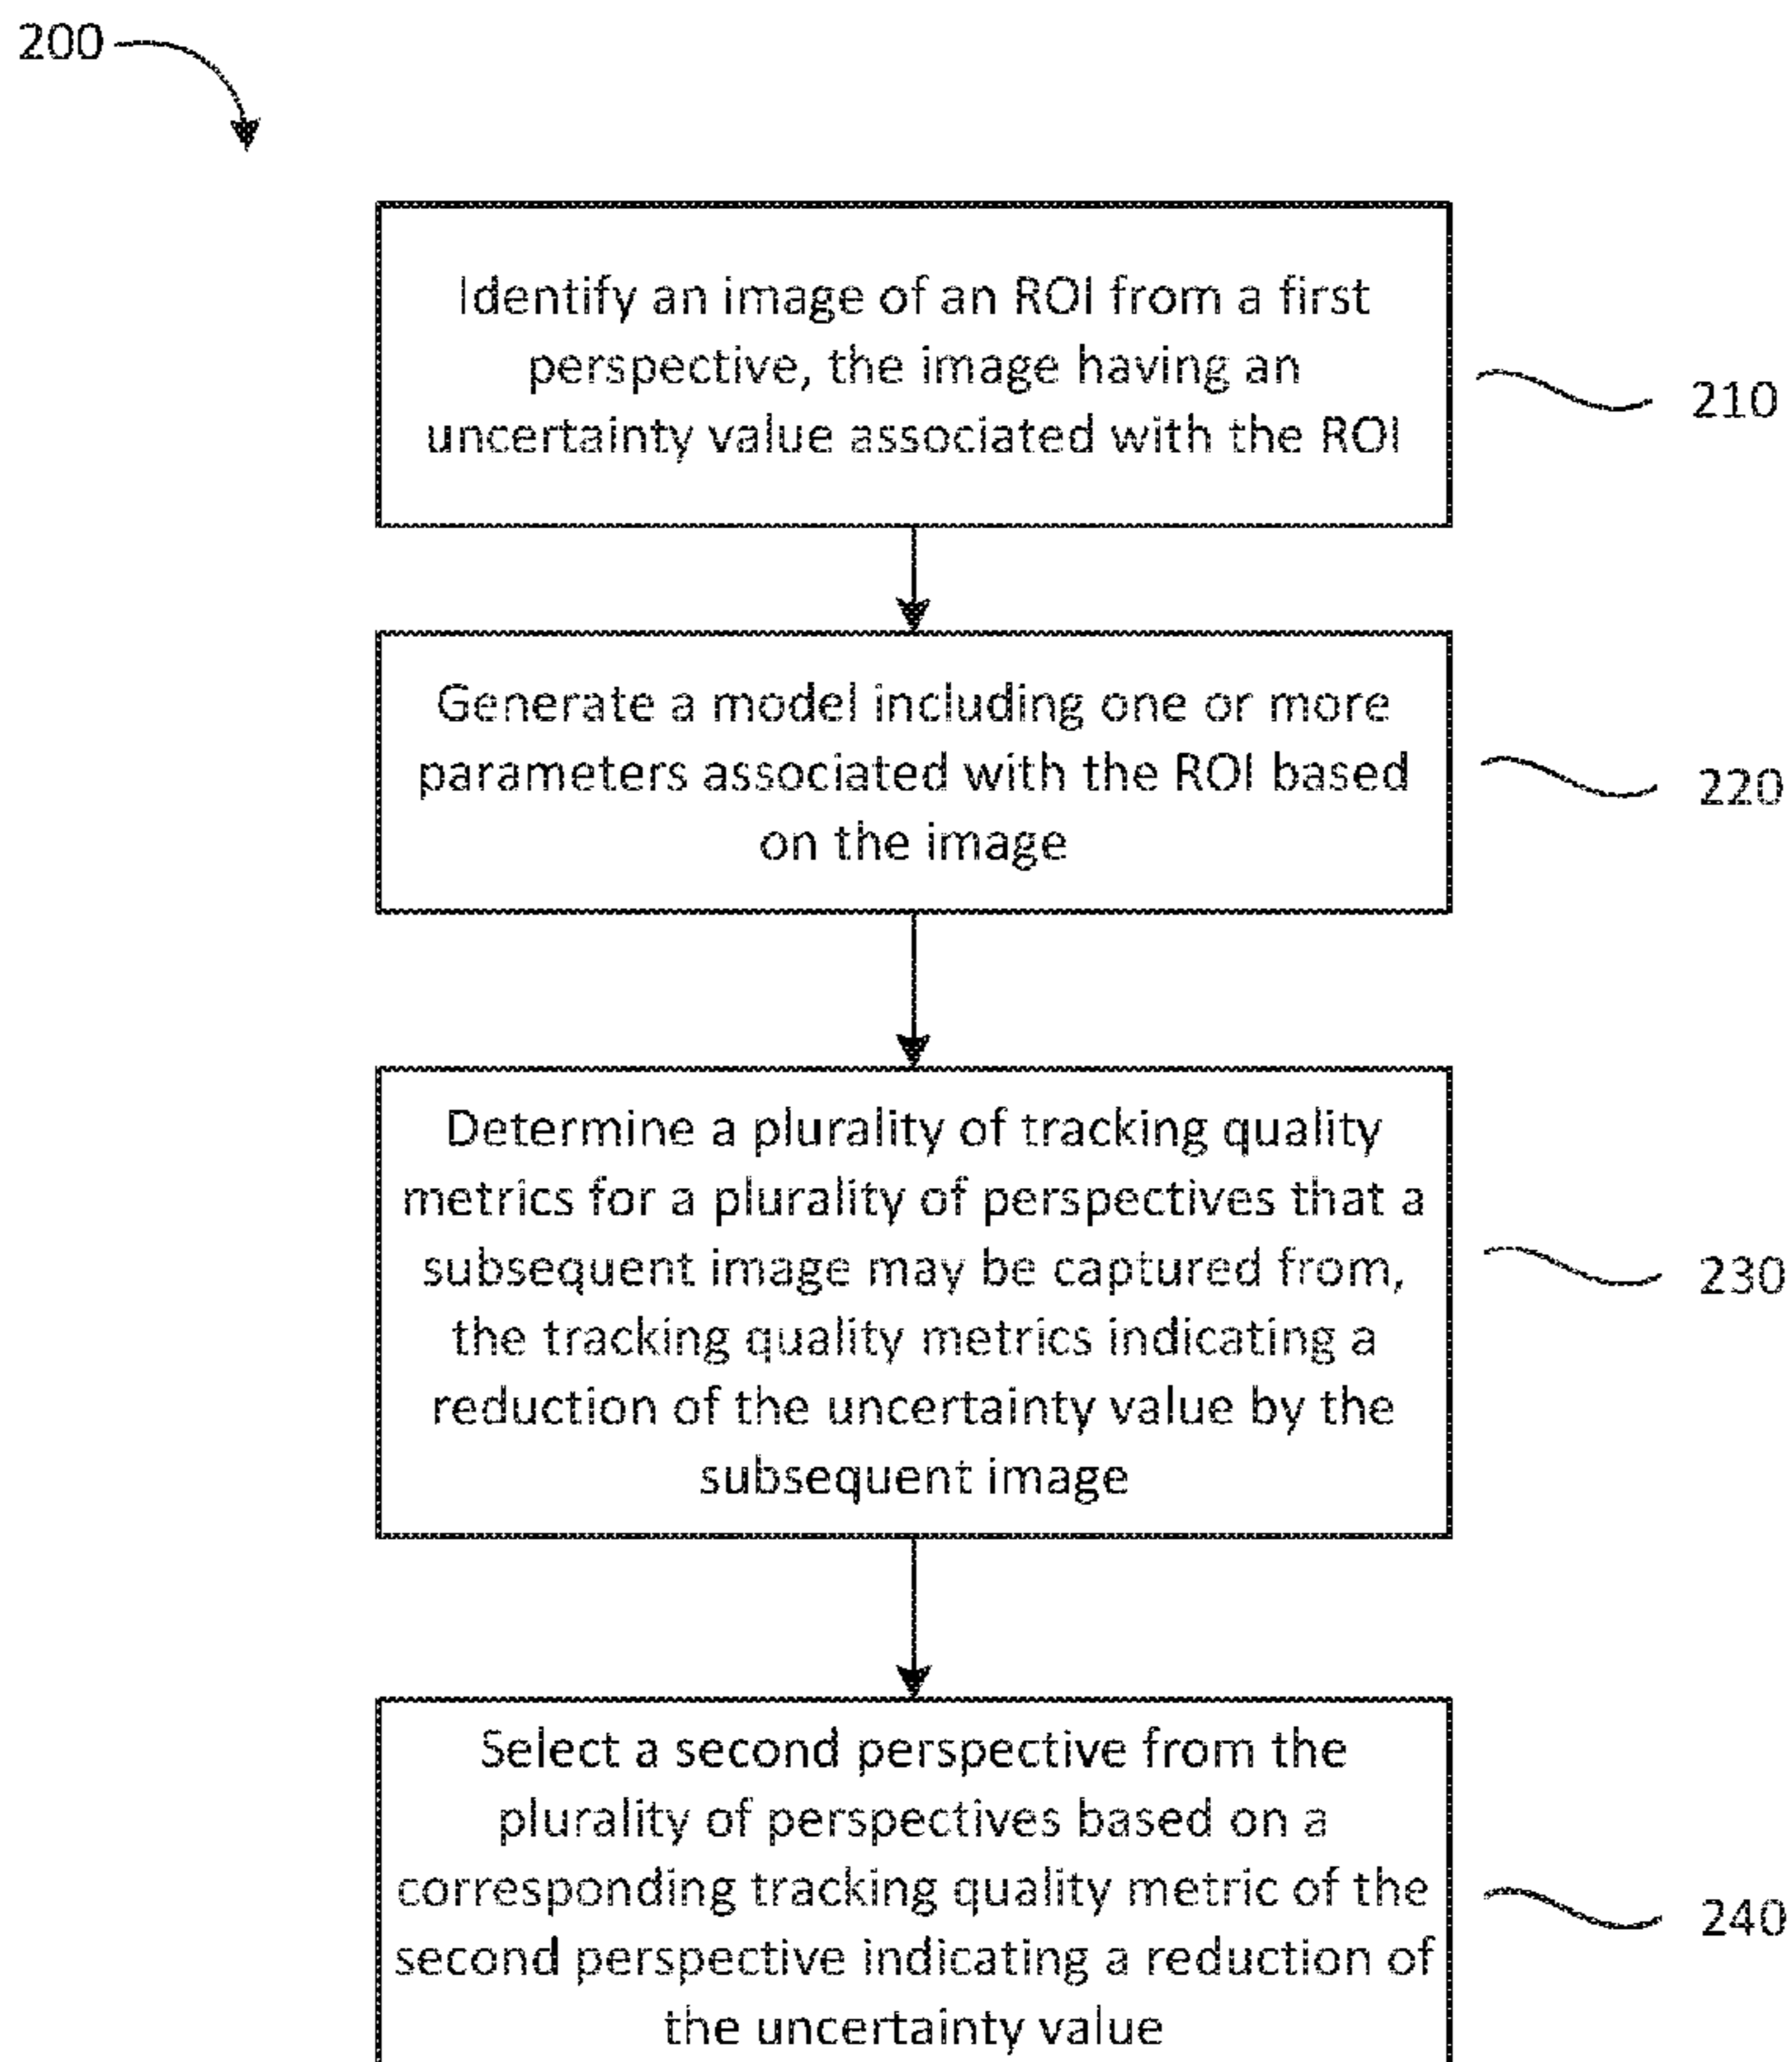 200
Identify an image of an ROI from a first
perspective, the image having an
uncertainty value associated with the ROI
210
Generate a model including one or more
parameters associated with the ROI based
on the image
220
Determine a plurality of tracking quality
metrics for a plurality of perspectives that a
subsequent image may be captured from,
the tracking quality metrics indicating a
reduction of the uncertainty value by the
subsequent image
230
Select a second perspective from the
plurality of perspectives based on a
corresponding tracking quality metric of the
second perspective indicating a reduction of
the uncertainty value
240